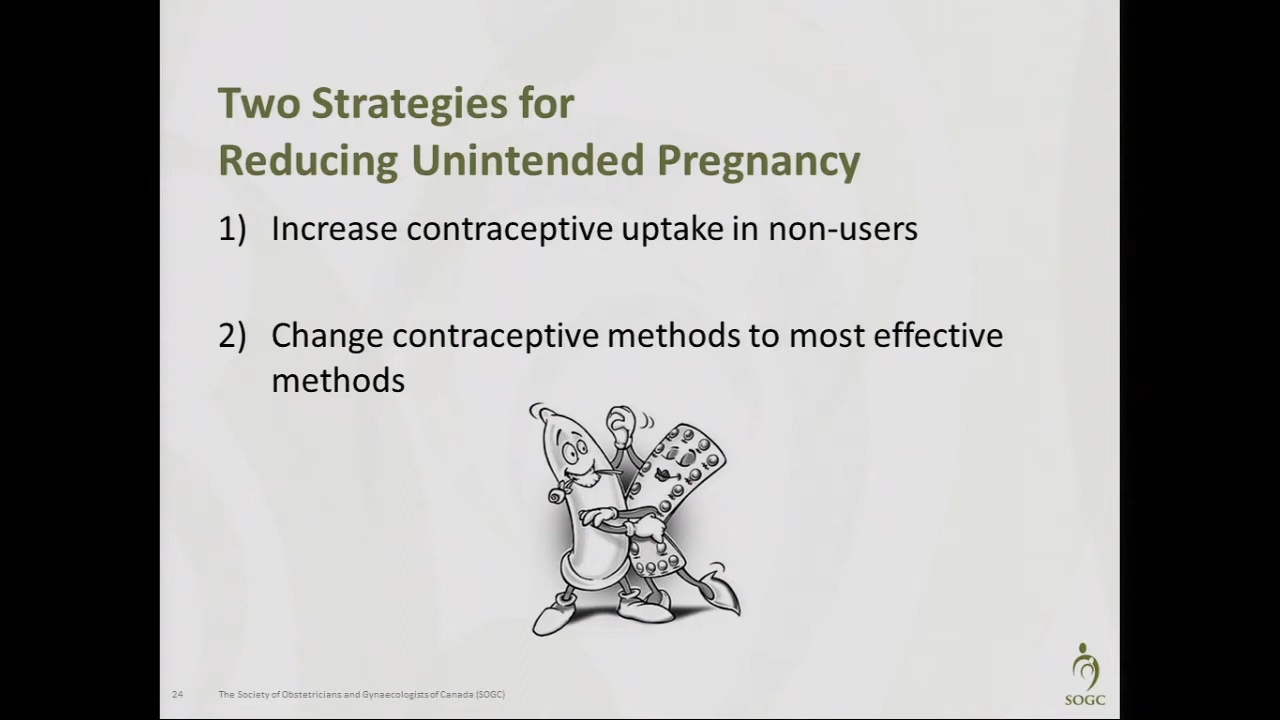 Two Strategies for
Reducing Unintended Pregnancy
1) Increase contraceptive uptake in non-users
2) Change contraceptive methods to most effective
methods
24 The Society of Obstetricians and Gynaecologists of Canada (SOGC)
SOGC